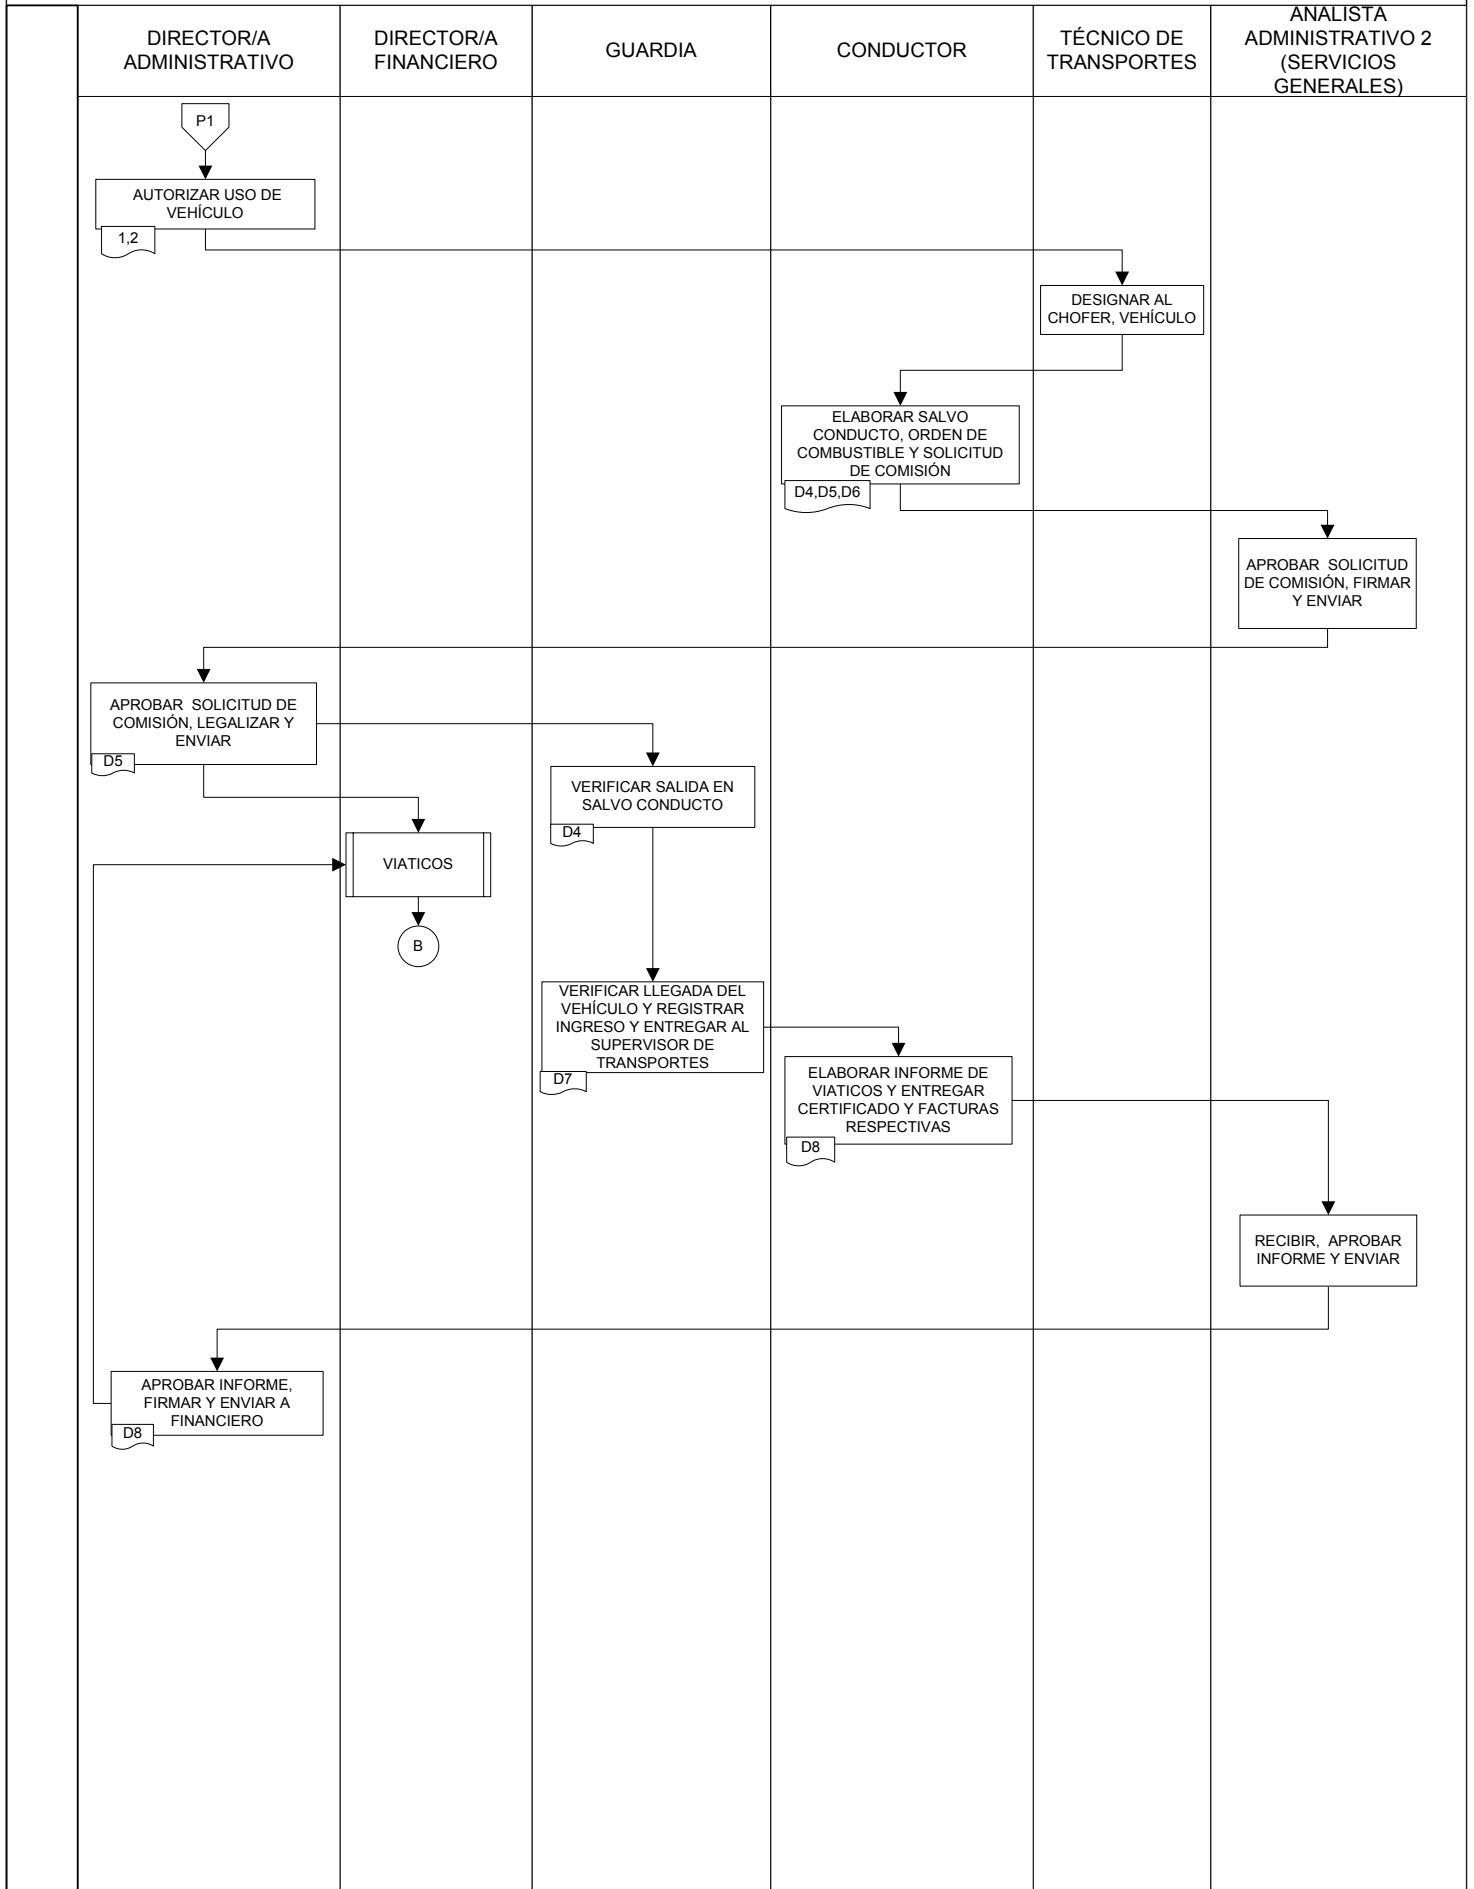 DIRECTOR/A
ADMINISTRATIVO
DIRECTOR/A
FINANCIERO
GUARDIA
CONDUCTOR
TÉCNICO DE
TRANSPORTES
ANALISTA
ADMINISTRATIVO 2
(SERVICIOS
GENERALES)
P1
AUTORIZAR USO DE
VEHÍCULO
1,2
DESIGNAR AL
CHOFER, VEHÍCULO
ELABORAR SALVO
CONDUCTO, ORDEN DE
COMBUSTIBLE Y SOLICITUD
DE COMISIÓN
D4,D5,D6
APROBAR SOLICITUD
DE COMISIÓN, FIRMAR
Y ENVIAR
APROBAR SOLICITUD DE
COMISIÓN, LEGALIZAR Y
ENVIAR
D5
VERIFICAR SALIDA EN
SALVO CONDUCTO
D4
VIATICOS
B
VERIFICAR LLEGADA DEL
VEHÍCULO Y REGISTRAR
INGRESO Y ENTREGAR AL
SUPERVISOR DE
TRANSPORTES
D7
ELABORAR INFORME DE
VIATICOS Y ENTREGAR
CERTIFICADO Y FACTURAS
RESPECTIVAS
D8
RECIBIR, APROBAR
INFORME Y ENVIAR
APROBAR INFORME,
FIRMAR Y ENVIAR A
FINANCIERO
D8